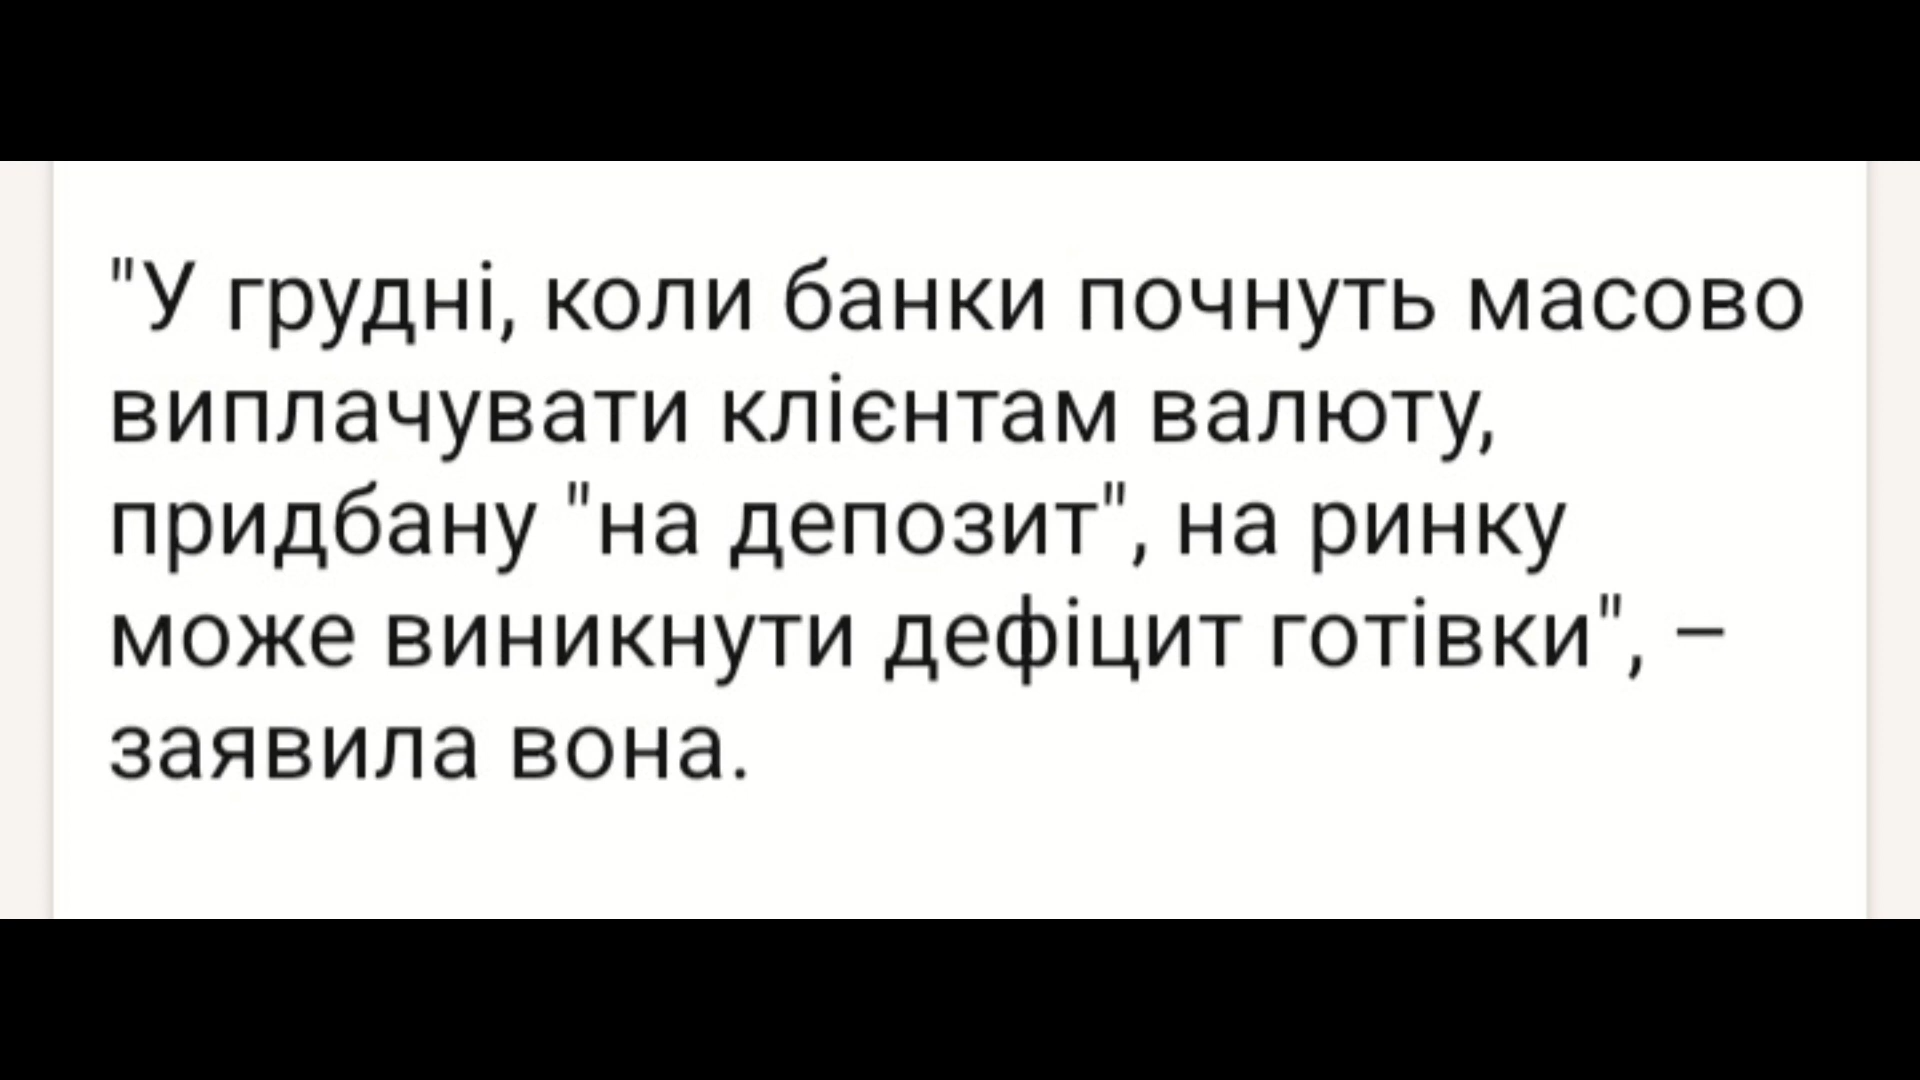 "У грудні, коли банки почнуть масово
виплачувати клієнтам валюту,
придбану "на депозит", на ринку
може виникнути дефіцит готівки", –
заявила вона.